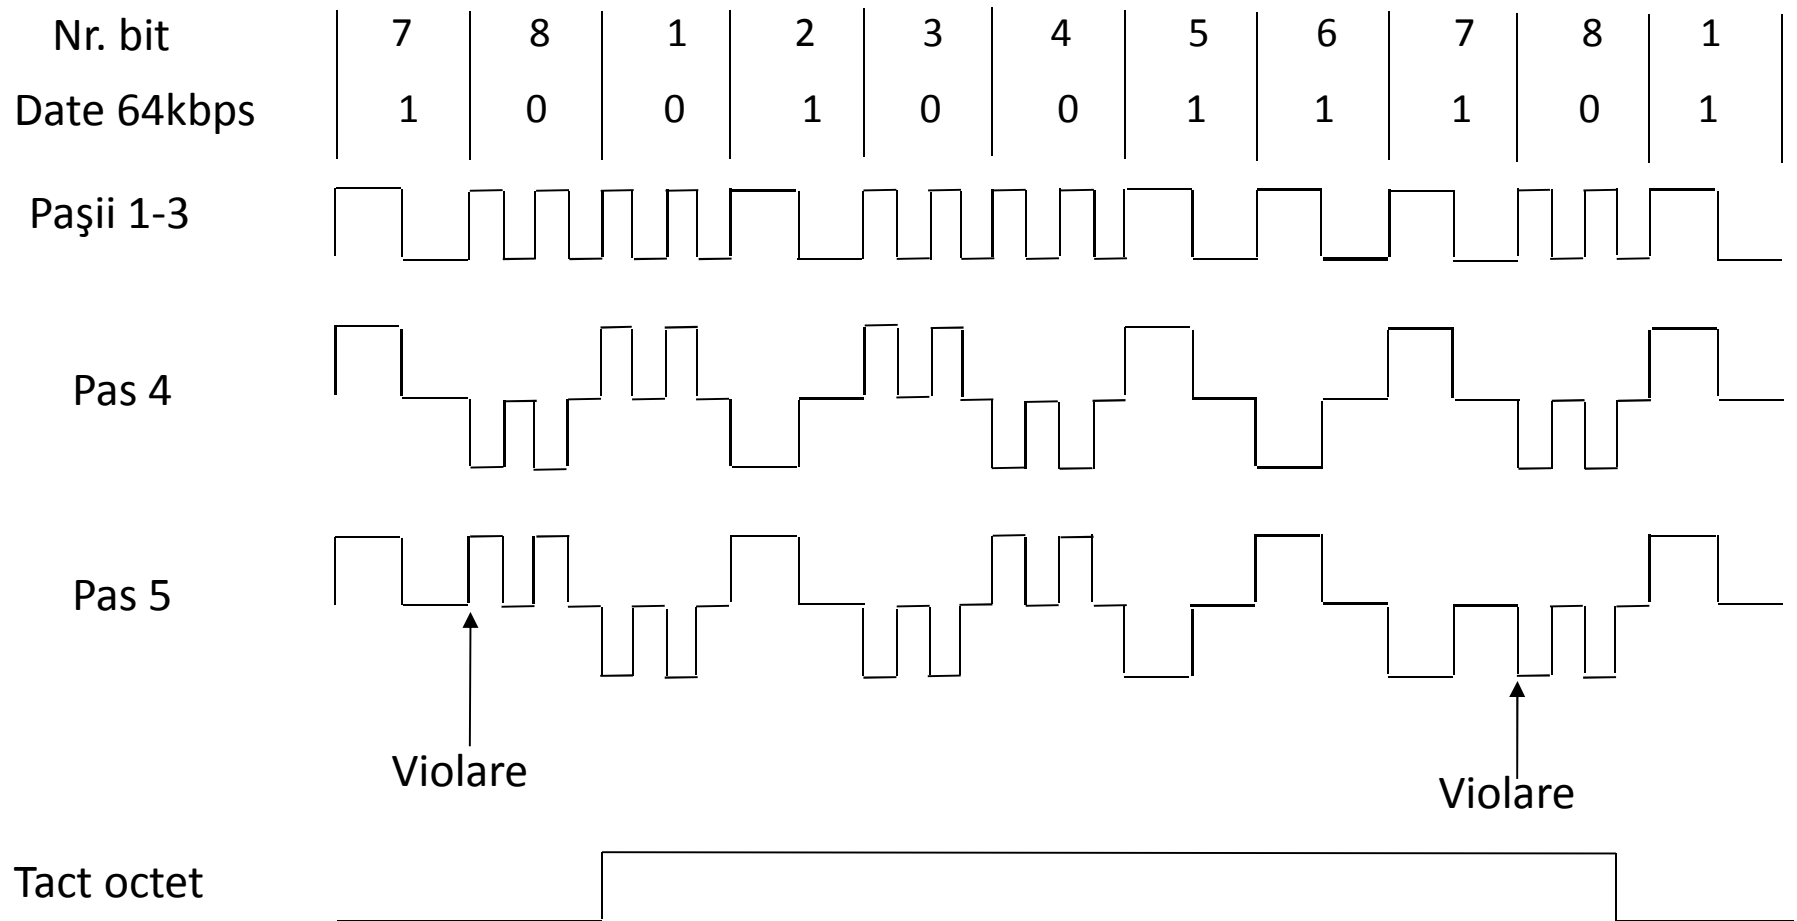 Nr. bit 7 8 1 2 3 4 5 6 7 8 1
Date 64kbps 1 0 0 1 0 0 1 1 1 0 1
Paşii 1-3
Pas 4
Pas 5
Violare
Violare
Tact octet